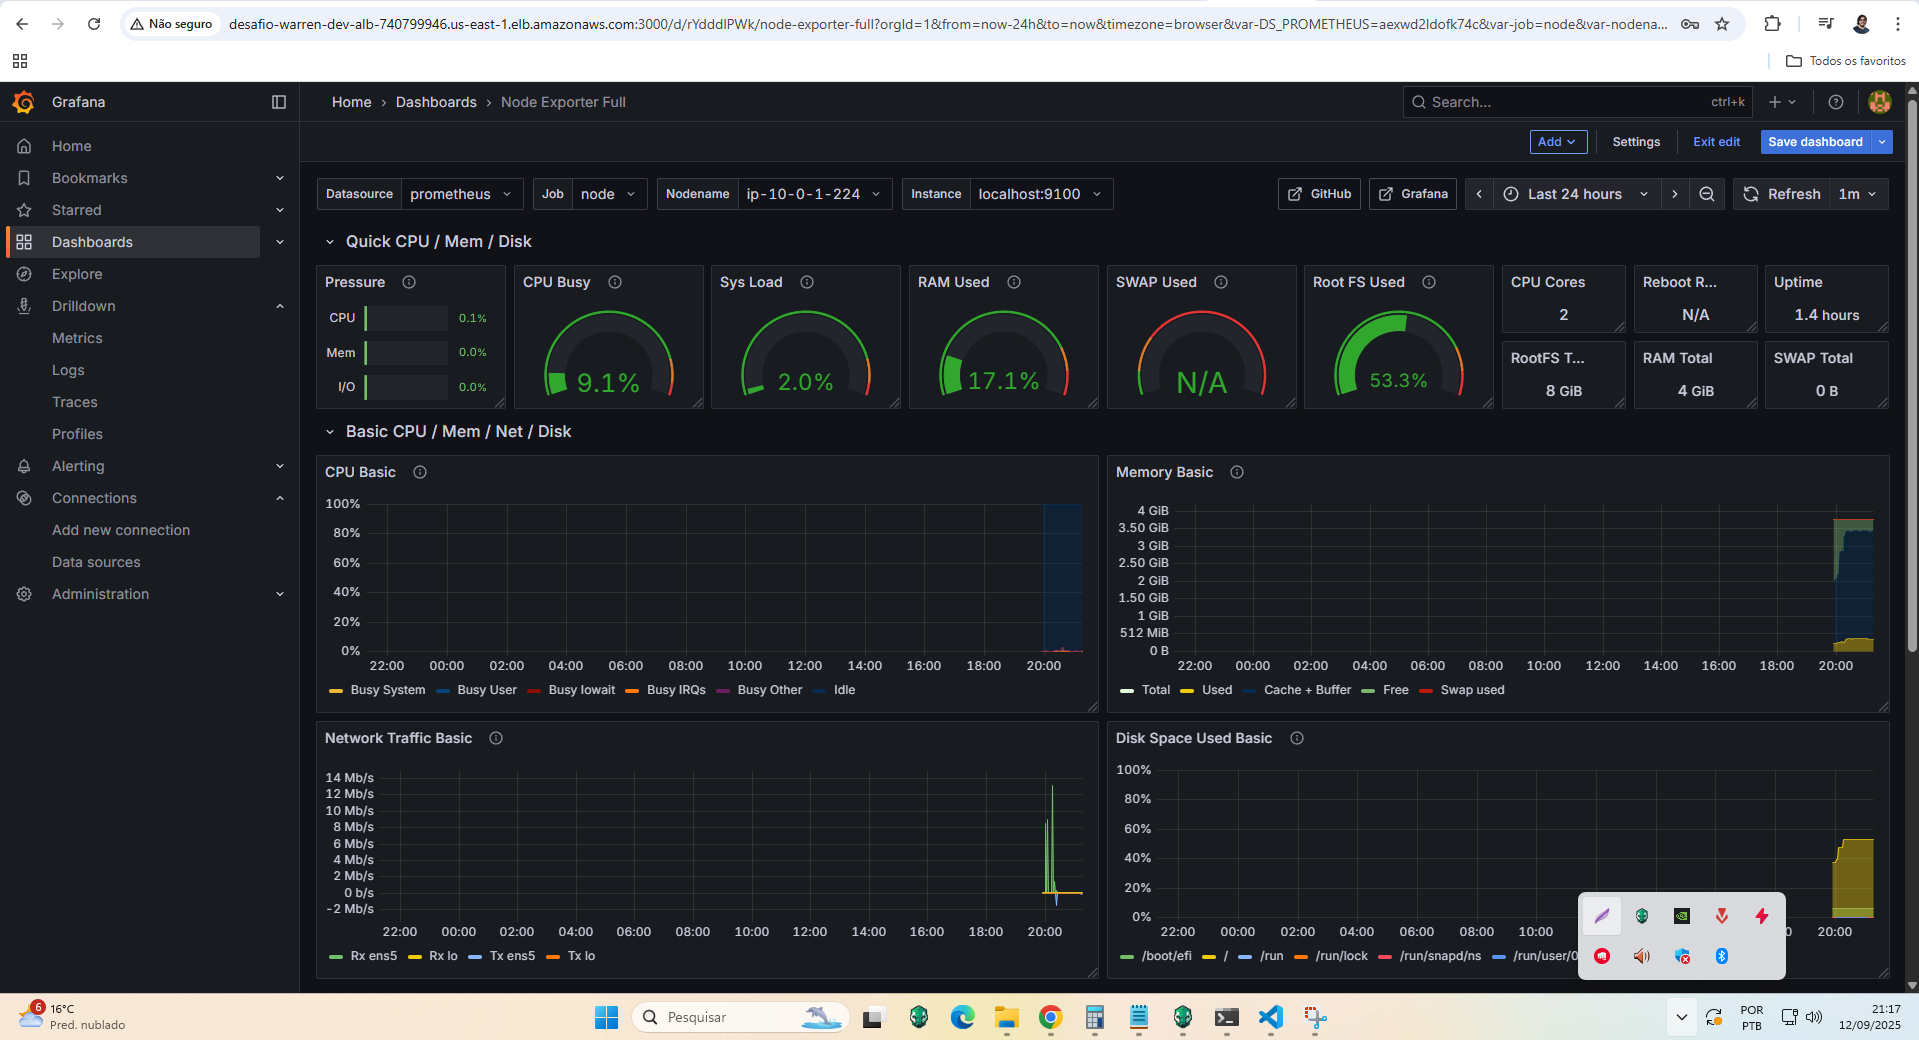 Não seguro
desafio-warren-dev-alb-740799946.us-east-1.elb.amazonaws.com:3000/d/rYdddlPWk/node-exporter-full?orgId=1&from=now-24h&to=now&timezone=browser&var-DS_PROMETHEUS=aexwd2ldofk74c&var-job=node&var-nodena...
Todos os favoritos
Grafana
Home › Dashboards › Node Exporter Full
Search...
ctrl+k
Add
Settings
Exit edit
Save dashboard
Home
Bookmarks
Starred
Dashboards
Explore
Drilldown
Metrics
Logs
Traces
Profiles
Alerting
Connections
Add new connection
Data sources
Administration
Datasource prometheus
Job node
Nodename ip-10-0-1-224
Instance localhost:9100
GitHub
Grafana
Last 24 hours
Refresh 1m
Quick CPU / Mem / Disk
Pressure
CPU 0.1%
Mem 0.0%
I/O 0.0%
CPU Busy
9.1%
Sys Load
2.0%
RAM Used
17.1%
SWAP Used
N/A
Root FS Used
53.3%
CPU Cores
2
Reboot R...
N/A
Uptime
1.4 hours
RootFS T...
8 GiB
RAM Total
4 GiB
SWAP Total
0 B
Basic CPU / Mem / Net / Disk
CPU Basic
100%
80%
60%
40%
20%
0%
22:00 00:00 02:00 04:00 06:00 08:00 10:00 12:00 14:00 16:00 18:00 20:00
Busy System Busy User Busy Iowait Busy IRQs Busy Other Idle
Memory Basic
4 GiB
3.50 GiB
3 GiB
2.50 GiB
2 GiB
1.50 GiB
1 GiB
512 MiB
0 B
22:00 00:00 02:00 04:00 06:00 08:00 10:00 12:00 14:00 16:00 18:00 20:00
Total Used Cache + Buffer Free Swap used
Network Traffic Basic
14 Mb/s
12 Mb/s
10 Mb/s
8 Mb/s
6 Mb/s
4 Mb/s
2 Mb/s
0 b/s
-2 Mb/s
22:00 00:00 02:00 04:00 06:00 08:00 10:00 12:00 14:00 16:00 18:00 20:00
Rx ens5 Rx lo Tx ens5 Tx lo
Disk Space Used Basic
100%
80%
60%
40%
20%
0%
22:00 00:00 02:00 04:00 06:00 08:00 10:00 0 20:00
/boot/efi / /run /run/lock /run/snapd/ns /run/user/0
6
16°C
Pred. nublado
Pesquisar
POR
PTB
21:17
12/09/2025